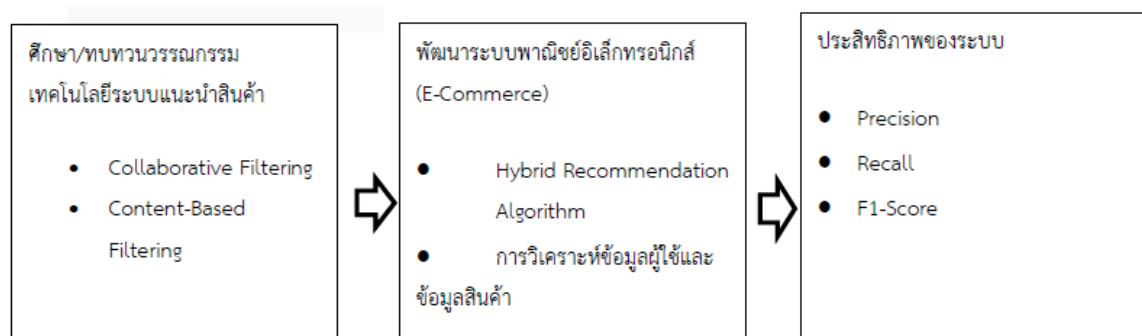 ศึกษา/ทบทวนวรรณกรรม
เทคโนโลยีระบบแนะนำสินค้า
• Collaborative Filtering
• Content-Based
Filtering
พัฒนาระบบพาณิชย์อิเล็กทรอนิกส์
(E-Commerce)
● Hybrid Recommendation
Algorithm
● การวิเคราะห์ข้อมูลผู้ใช้และ
ข้อมูลสินค้า
ประสิทธิภาพของระบบ
● Precision
● Recall
● F1-Score